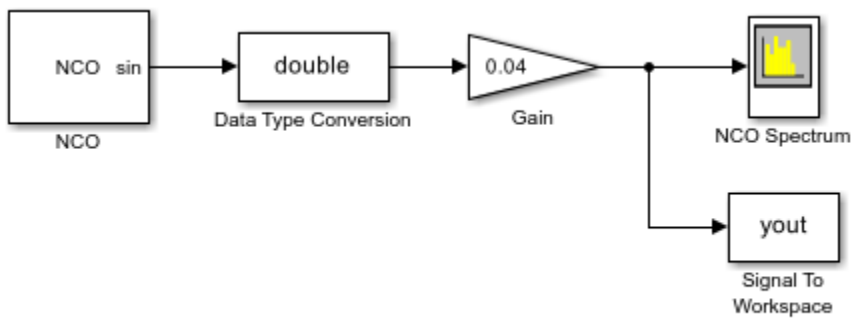 NCO sin
NCO
double
Data Type Conversion
0.04
Gain
NCO Spectrum
yout
Signal To
Workspace